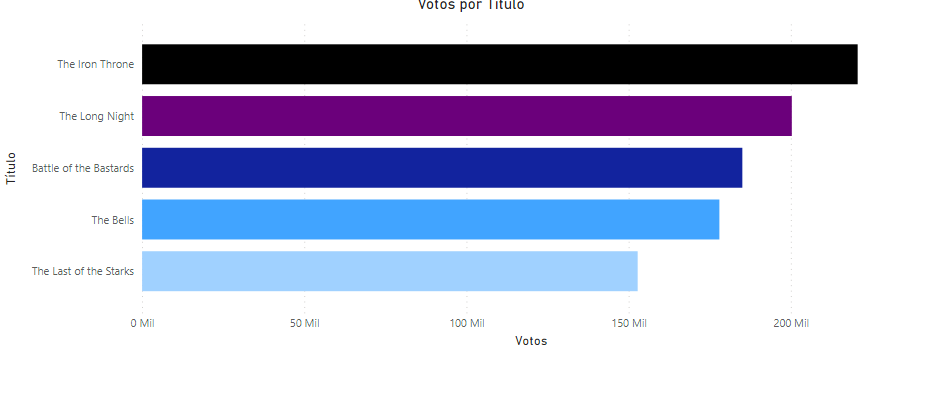 Votos por Título
The Iron Throne
The Long Night
Battle of the Bastards
The Bells
The Last of the Starks
Título
0 Mil
50 Mil
100 Mil
150 Mil
200 Mil
Votos